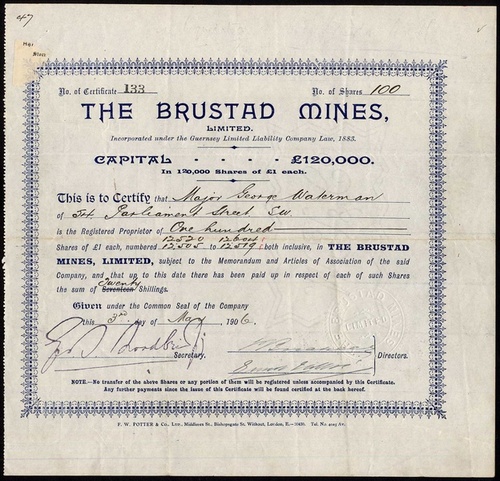 47
No. of Certificate 133 No. of Shares 100
THE BRUSTAD MINES,
LIMITED.
Incorporated under the Guernsey Limited Liability Company Law, 1883.
CAPITAL - - - - £120,000.
In 120,000 Shares of £1 each.
This is to Certify that Major George Waterman
of Parliament Street SW
is the Registered Proprietor of One hundred
12520 12600
Shares of £1 each, numbered 12505 to 12519 both inclusive, in THE BRUSTAD
MINES, LIMITED, subject to the Memorandum and Articles of Association of the said
Company, and that up to this date there has been paid up in respect of each of such Shares
Twenty
the sum of Seventeen Shillings.
Given under the Common Seal of the Company
this 3rd day of May 1906.
Secretary. Directors.
NOTE.—No transfer of the above Shares or any portion of them will be registered unless accompanied by this Certificate.
Any further payments since the issue of this Certificate will be found certified at the back hereof.
F. W. POTTER & Co., LTD., Middlesex St., Bishopsgate St. Without, London, E.